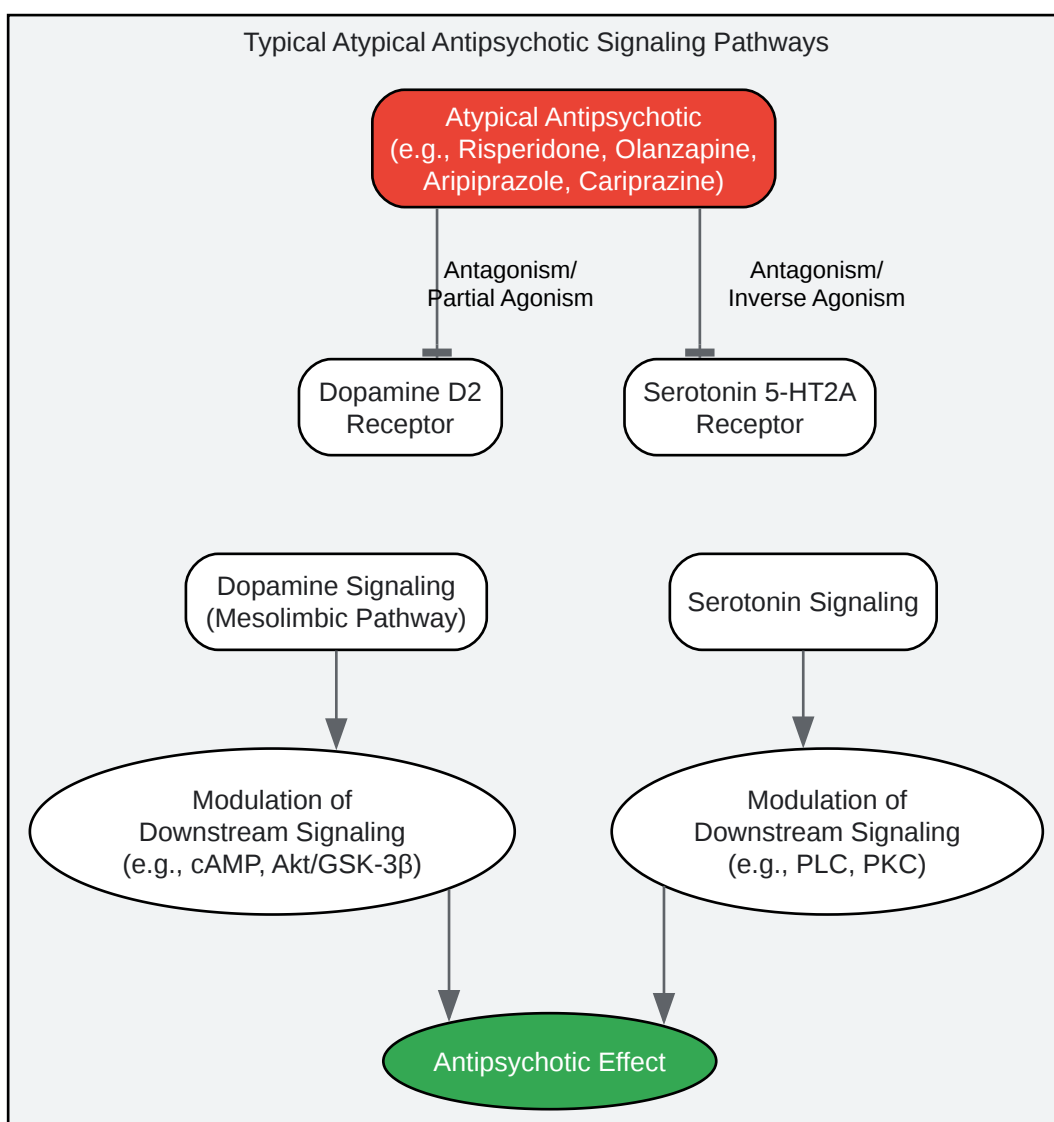 Typical Atypical Antipsychotic Signaling Pathways
Atypical Antipsychotic
(e.g., Risperidone, Olanzapine,
Aripiprazole, Cariprazine)
Antagonism/
Partial Agonism
Antagonism/
Inverse Agonism
Dopamine D2
Receptor
Serotonin 5-HT2A
Receptor
Dopamine Signaling
(Mesolimbic Pathway)
Serotonin Signaling
Modulation of
Downstream Signaling
(e.g., cAMP, Akt/GSK-3β)
Modulation of
Downstream Signaling
(e.g., PLC, PKC)
Antipsychotic Effect